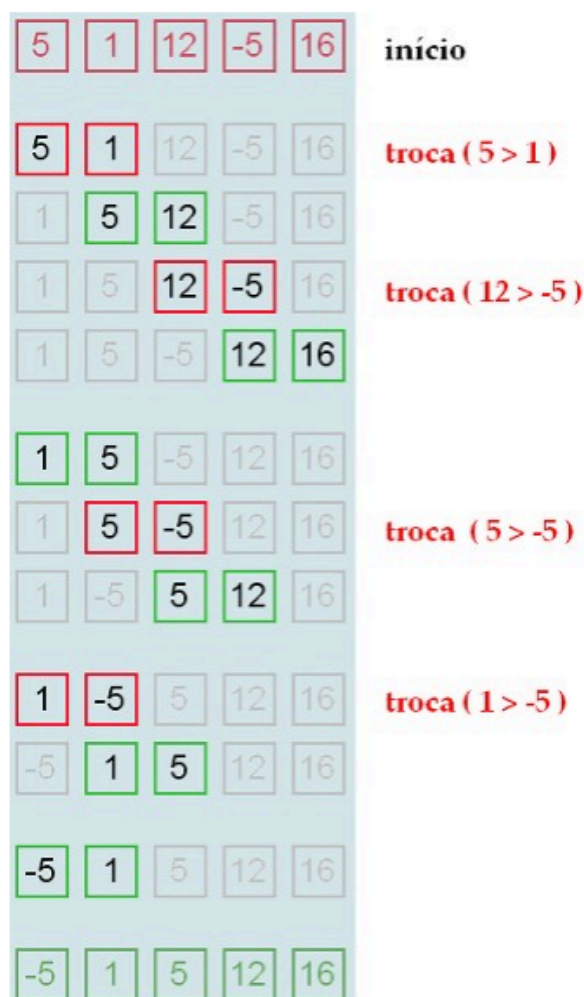 5 1 12 -5 16 início
5 1 12 -5 16 troca ( 5 > 1 )
1 5 12 -5 16
1 5 12 -5 16 troca ( 12 > -5 )
1 5 -5 12 16
1 5 -5 12 16
1 5 -5 12 16 troca ( 5 > -5 )
1 -5 5 12 16
1 -5 5 12 16 troca ( 1 > -5 )
-5 1 5 12 16
-5 1 5 12 16
-5 1 5 12 16